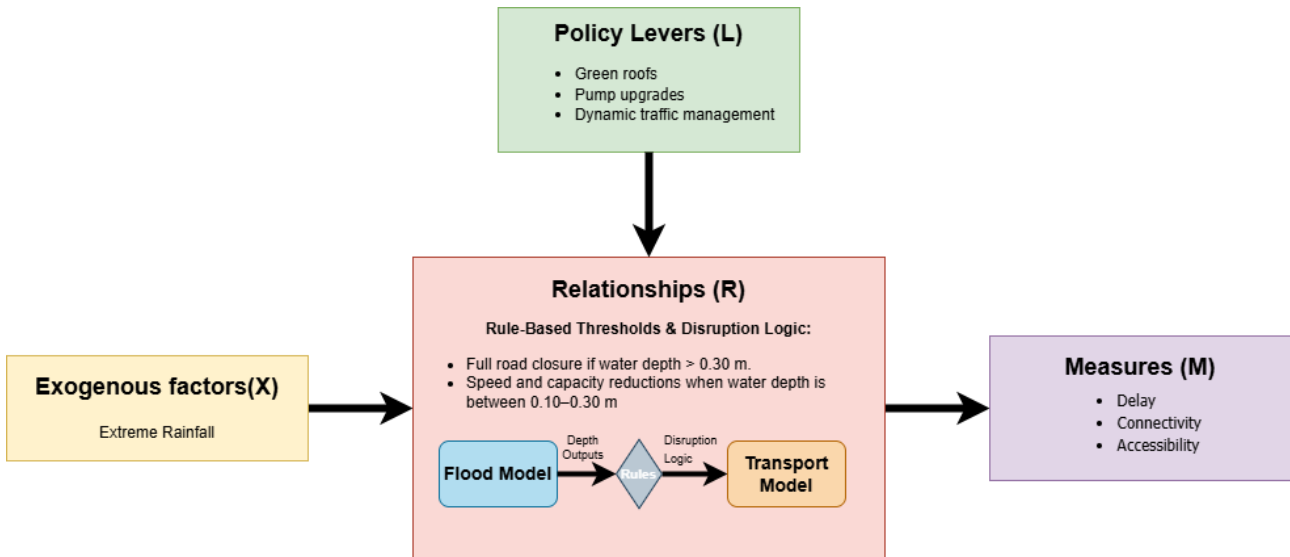 Policy Levers (L)
• Green roofs
• Pump upgrades
• Dynamic traffic management
Exogenous factors(X)
Extreme Rainfall
Relationships (R)
Rule-Based Thresholds & Disruption Logic:
• Full road closure if water depth > 0.30 m.
• Speed and capacity reductions when water depth is
between 0.10–0.30 m
Flood Model
Depth
Outputs
Rules
Disruption
Logic
Transport
Model
Measures (M)
• Delay
• Connectivity
• Accessibility